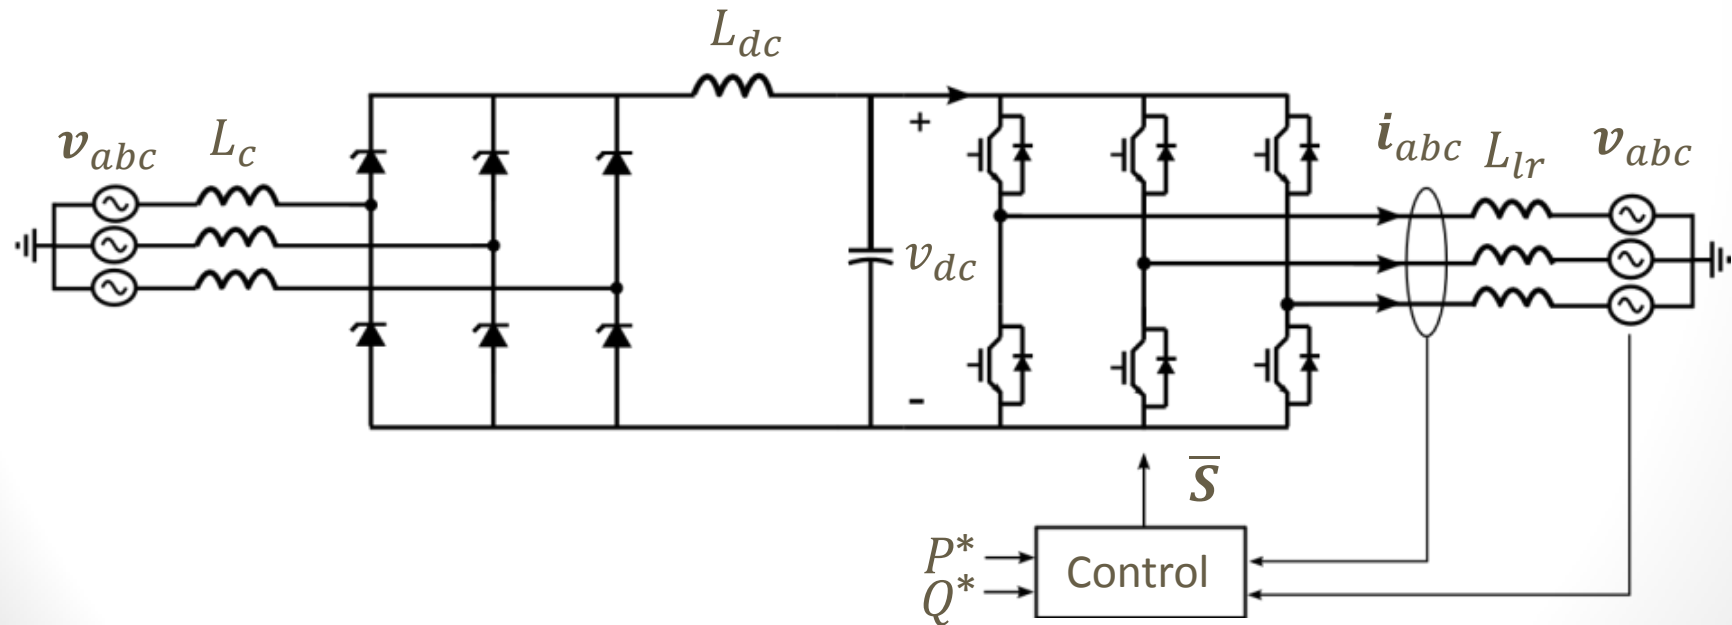 L_dc
v_abc
L_c
+
v_dc
-
i_abc
L_lr
v_abc
S̅
P*
Q*
Control